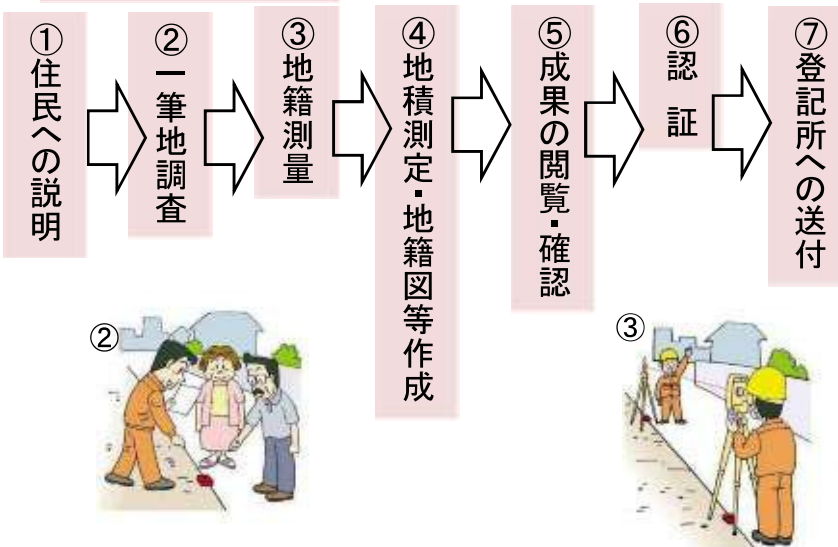 ①住民への説明
②一筆地調査
③地籍測量
④地積測定・地籍図等作成
⑤成果の閲覧・確認
⑥認証
⑦登記所への送付
②
③